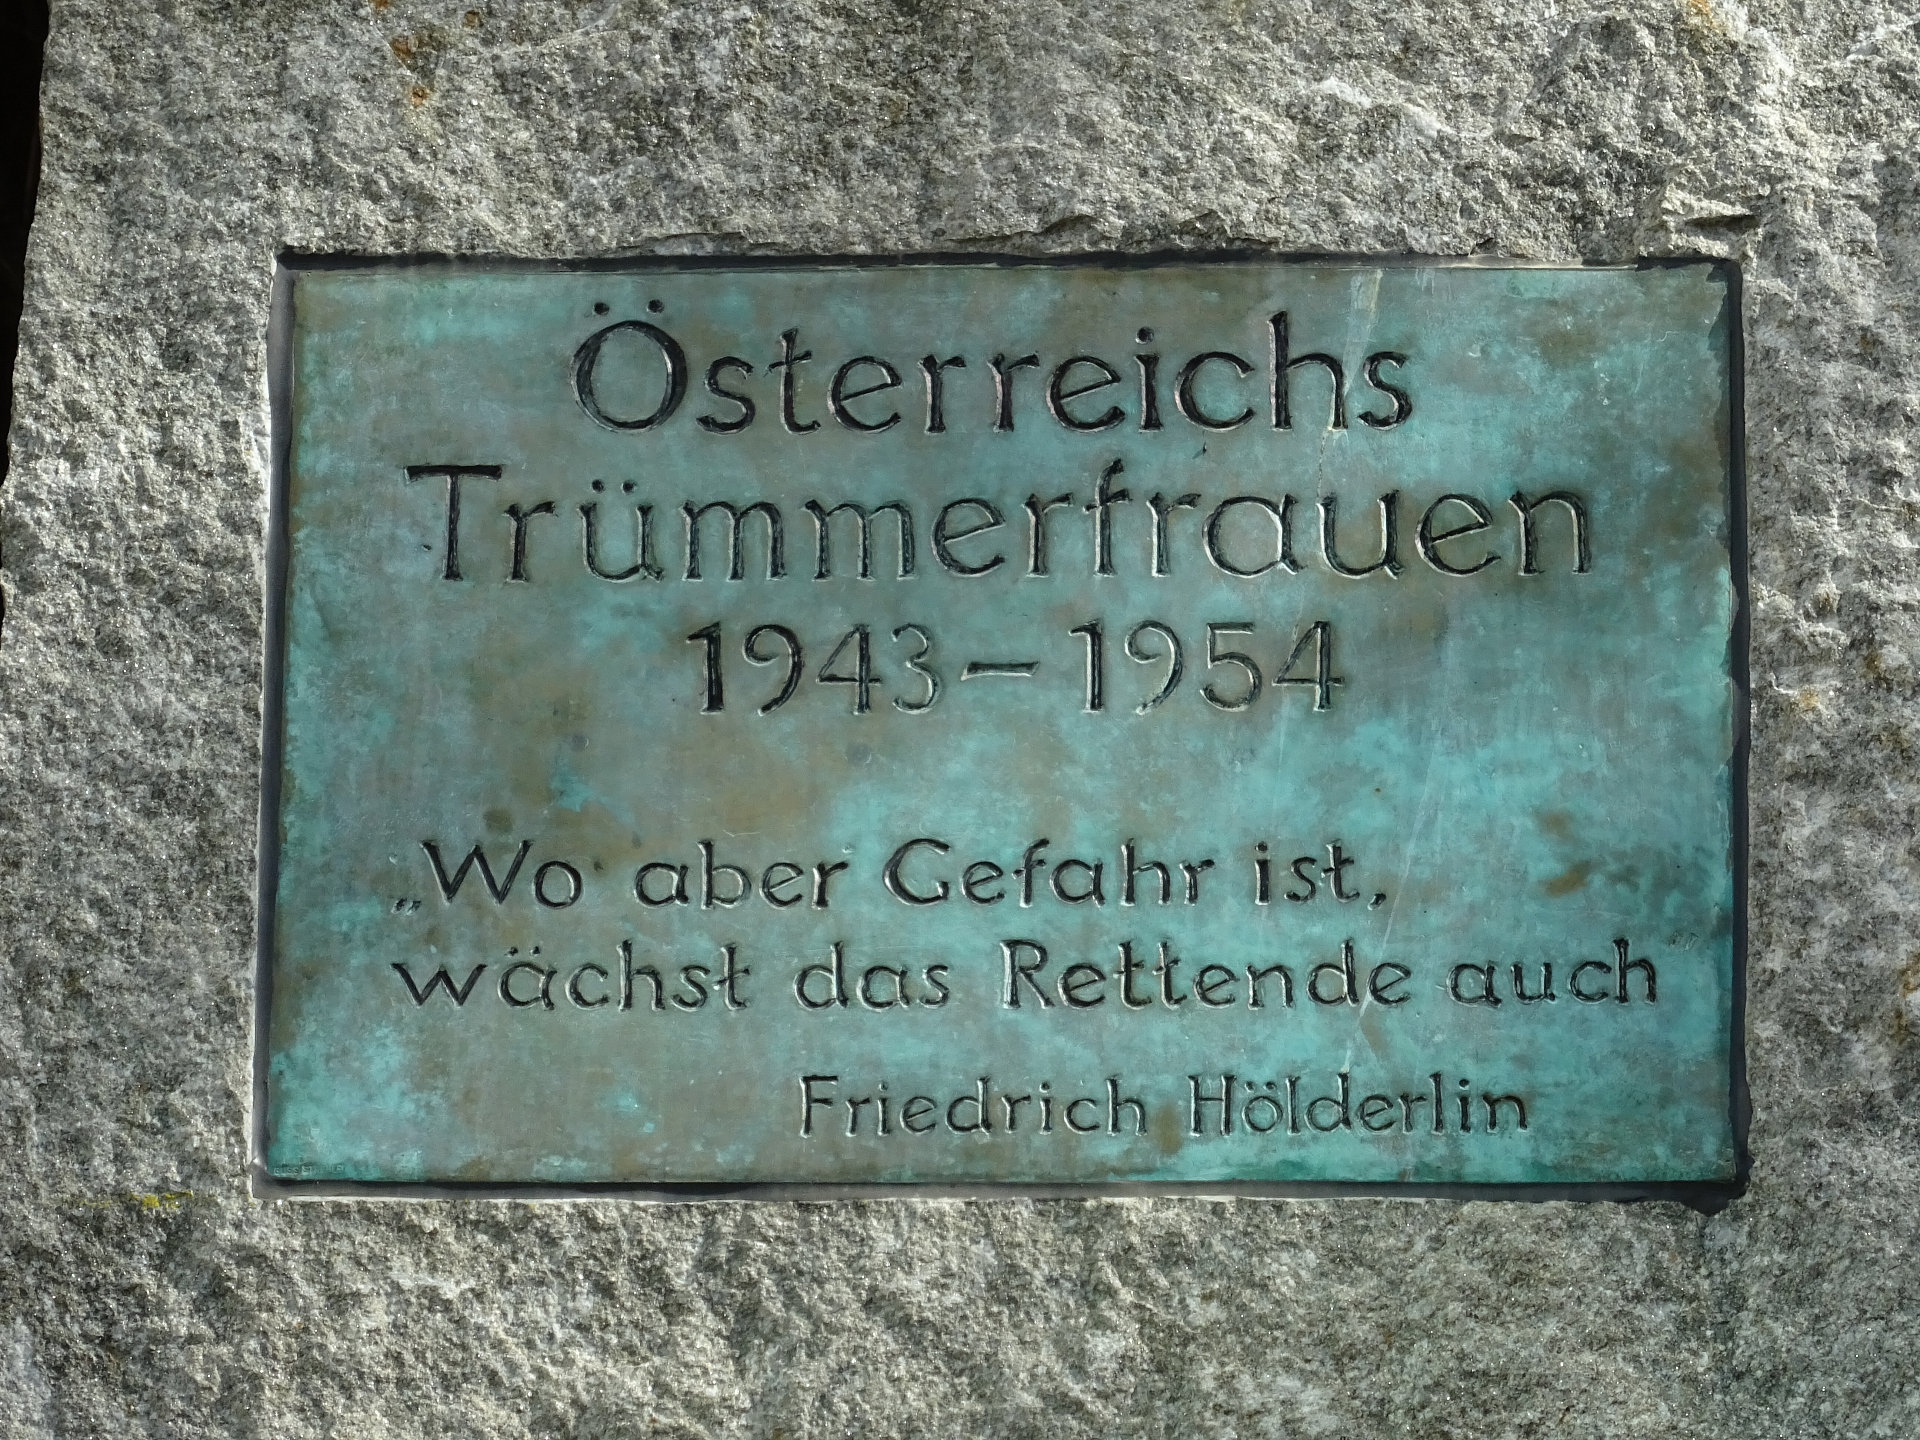 Österreichs
Trümmerfrauen
1943 – 1954
„Wo aber Gefahr ist,
wächst das Rettende auch
Friedrich Hölderlin